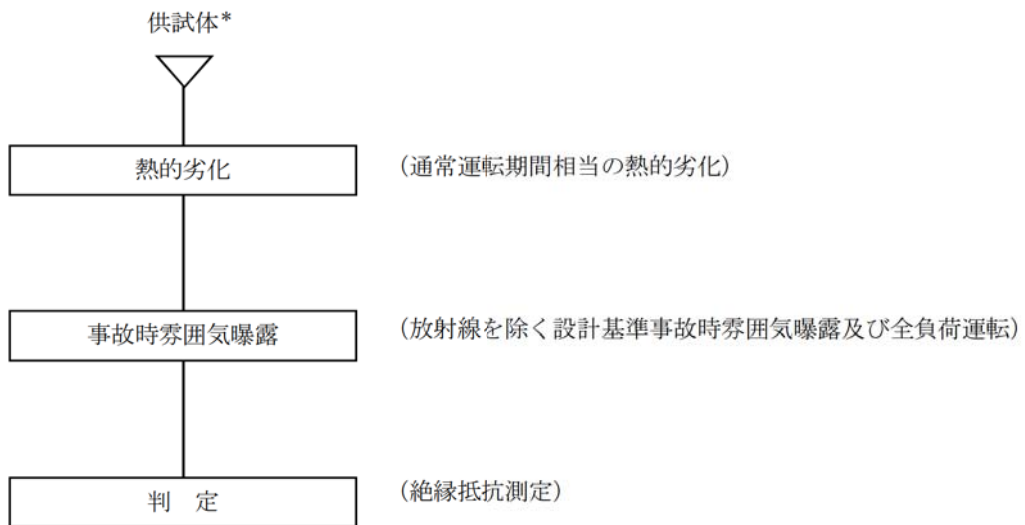 供試体*
熱的劣化
(通常運転期間相当の熱的劣化)
事故時雰囲気曝露
(放射線を除く設計基準事故時雰囲気曝露及び全負荷運転)
判　定
(絶縁抵抗測定)